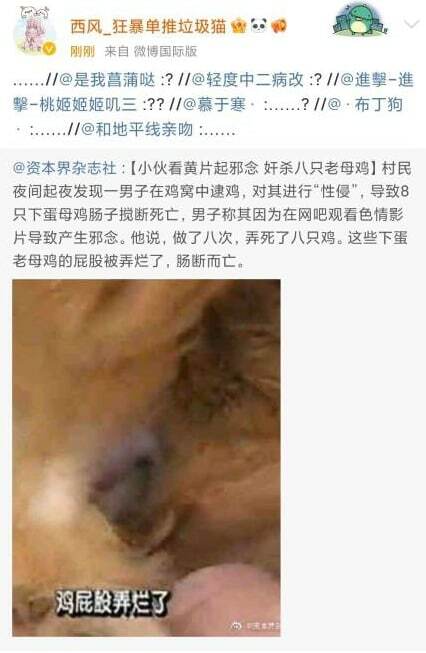 西风_狂暴单推垃圾猫
刚刚 来自 微博国际版
……//@是我菖蒲哒 :? //@轻度中二病改 :? //@進擊-進
擊-桃姬姬姬叽三 :?? //@慕于寒 · :……? //@ · 布丁狗
· :……//@和地平线亲吻 :……
@资本界杂志社 :【小伙看黄片起邪念 奸杀八只老母鸡】村民
夜间起夜发现一男子在鸡窝中逮鸡，对其进行“性侵”，导致8
只下蛋母鸡肠子搅断死亡，男子称其因为在网吧观看色情影
片导致产生邪念。他说，做了八次，弄死了八只鸡。这些下蛋
老母鸡的屁股被弄烂了，肠断而亡。
鸡屁股弄烂了